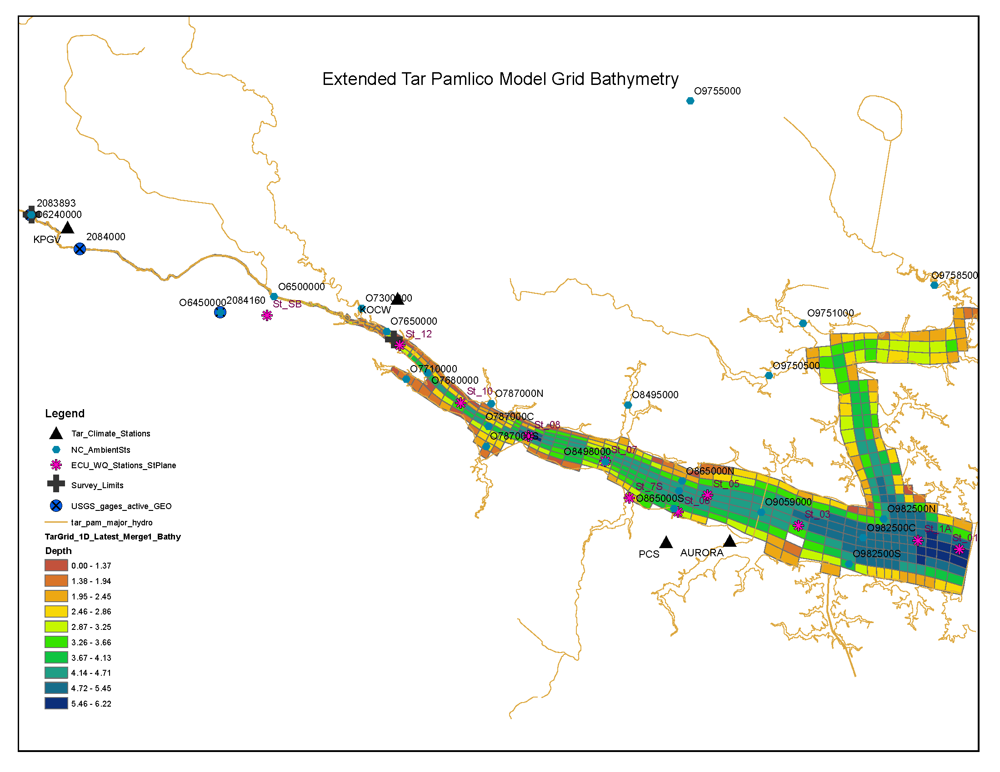 Extended Tar Pamlico Model Grid Bathymetry
O9755000
2083893
O6240000
KPGV
2084000
O9758500
O6500000
O7300000
O6450000
2084160
St_SB
KOCW
O9751000
O7650000
St_12
O9750500
O7710000
O7680000
St_10
O787000N
O8495000
O787000C
St_08
O787000S
O8498000
St_07
O865000N
St_05
St_7S
O865000S
St_06
O9059000
St_03
O982500N
O982500C
St_1A
St_01
PCS
AURORA
O982500S
Legend
Tar_Climate_Stations
NC_AmbientSts
ECU_WQ_Stations_StPlane
Survey_Limits
USGS_gages_active_GEO
tar_pam_major_hydro
TarGrid_1D_Latest_Merge1_Bathy
Depth
0.00 - 1.37
1.38 - 1.94
1.95 - 2.45
2.46 - 2.86
2.87 - 3.25
3.26 - 3.66
3.67 - 4.13
4.14 - 4.71
4.72 - 5.45
5.46 - 6.22